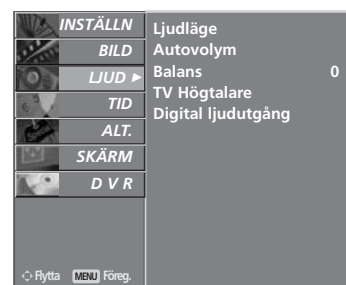 INSTÄLLN
BILD
LJUD ►
TID
ALT.
SKÄRM
D V R
Ljudläge
Autovolym
Balans 0
TV Högtalare
Digital ljudutgång
Flytta MENU Föreg.